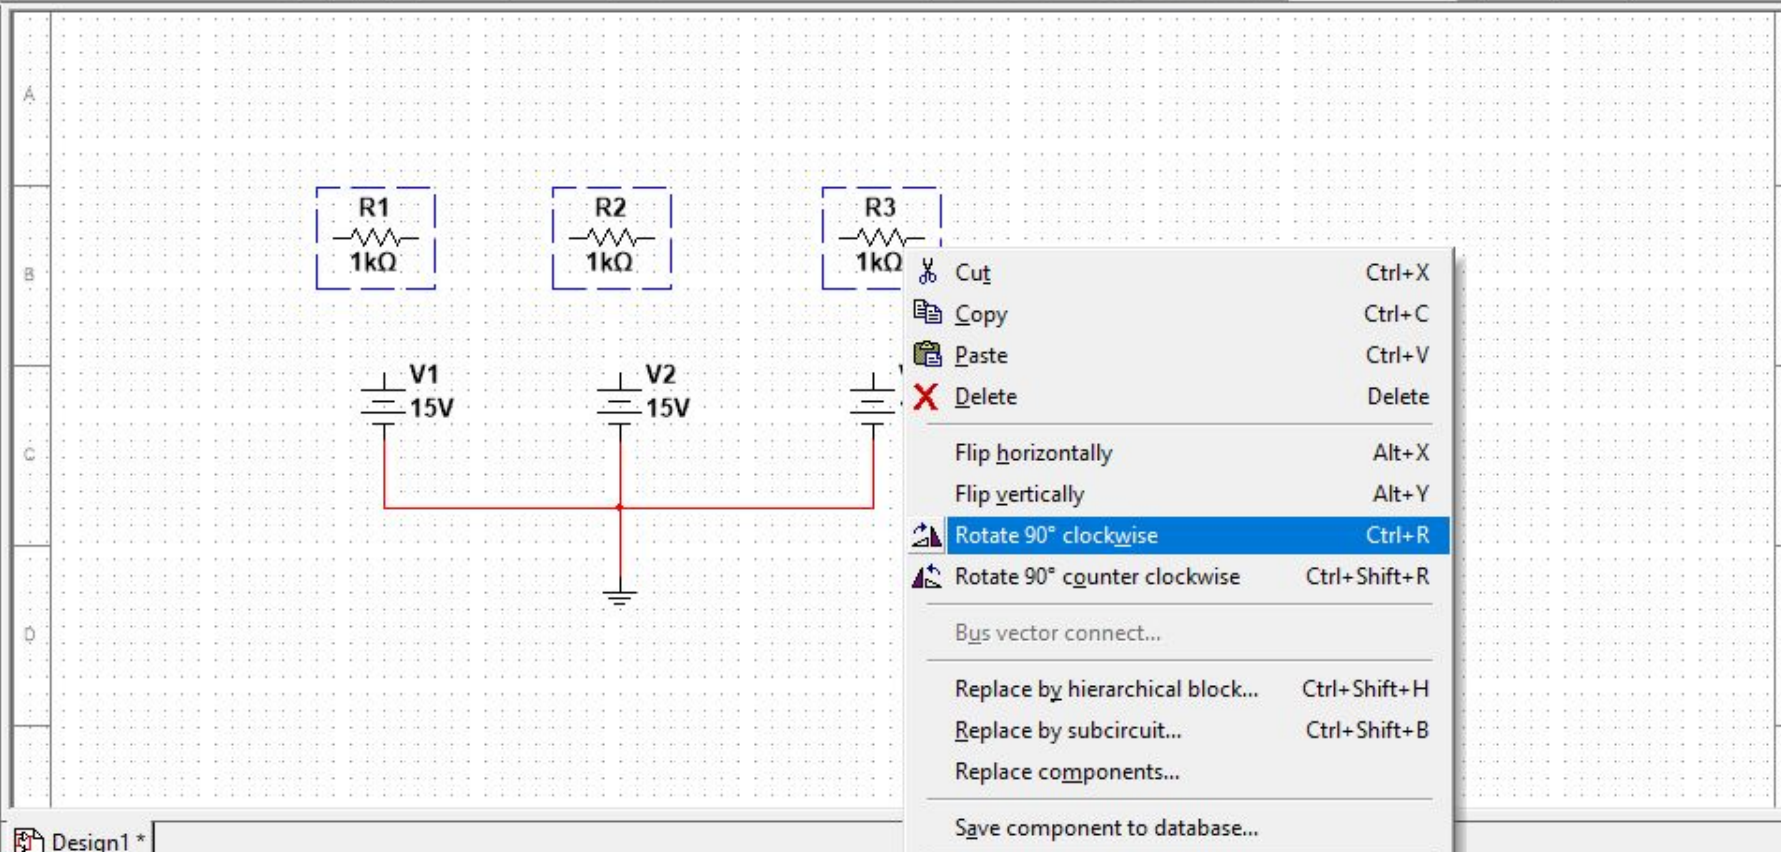 A
R1
R2
R3
1kΩ
1kΩ
1kΩ
B
V1
15V
V2
15V
C
D
Cut Ctrl+X
Copy Ctrl+C
Paste Ctrl+V
Delete Delete
Flip horizontally Alt+X
Flip vertically Alt+Y
Rotate 90° clockwise Ctrl+R
Rotate 90° counter clockwise Ctrl+Shift+R
Bus vector connect...
Replace by hierarchical block... Ctrl+Shift+H
Replace by subcircuit... Ctrl+Shift+B
Replace components...
Save component to database...
Design1 *